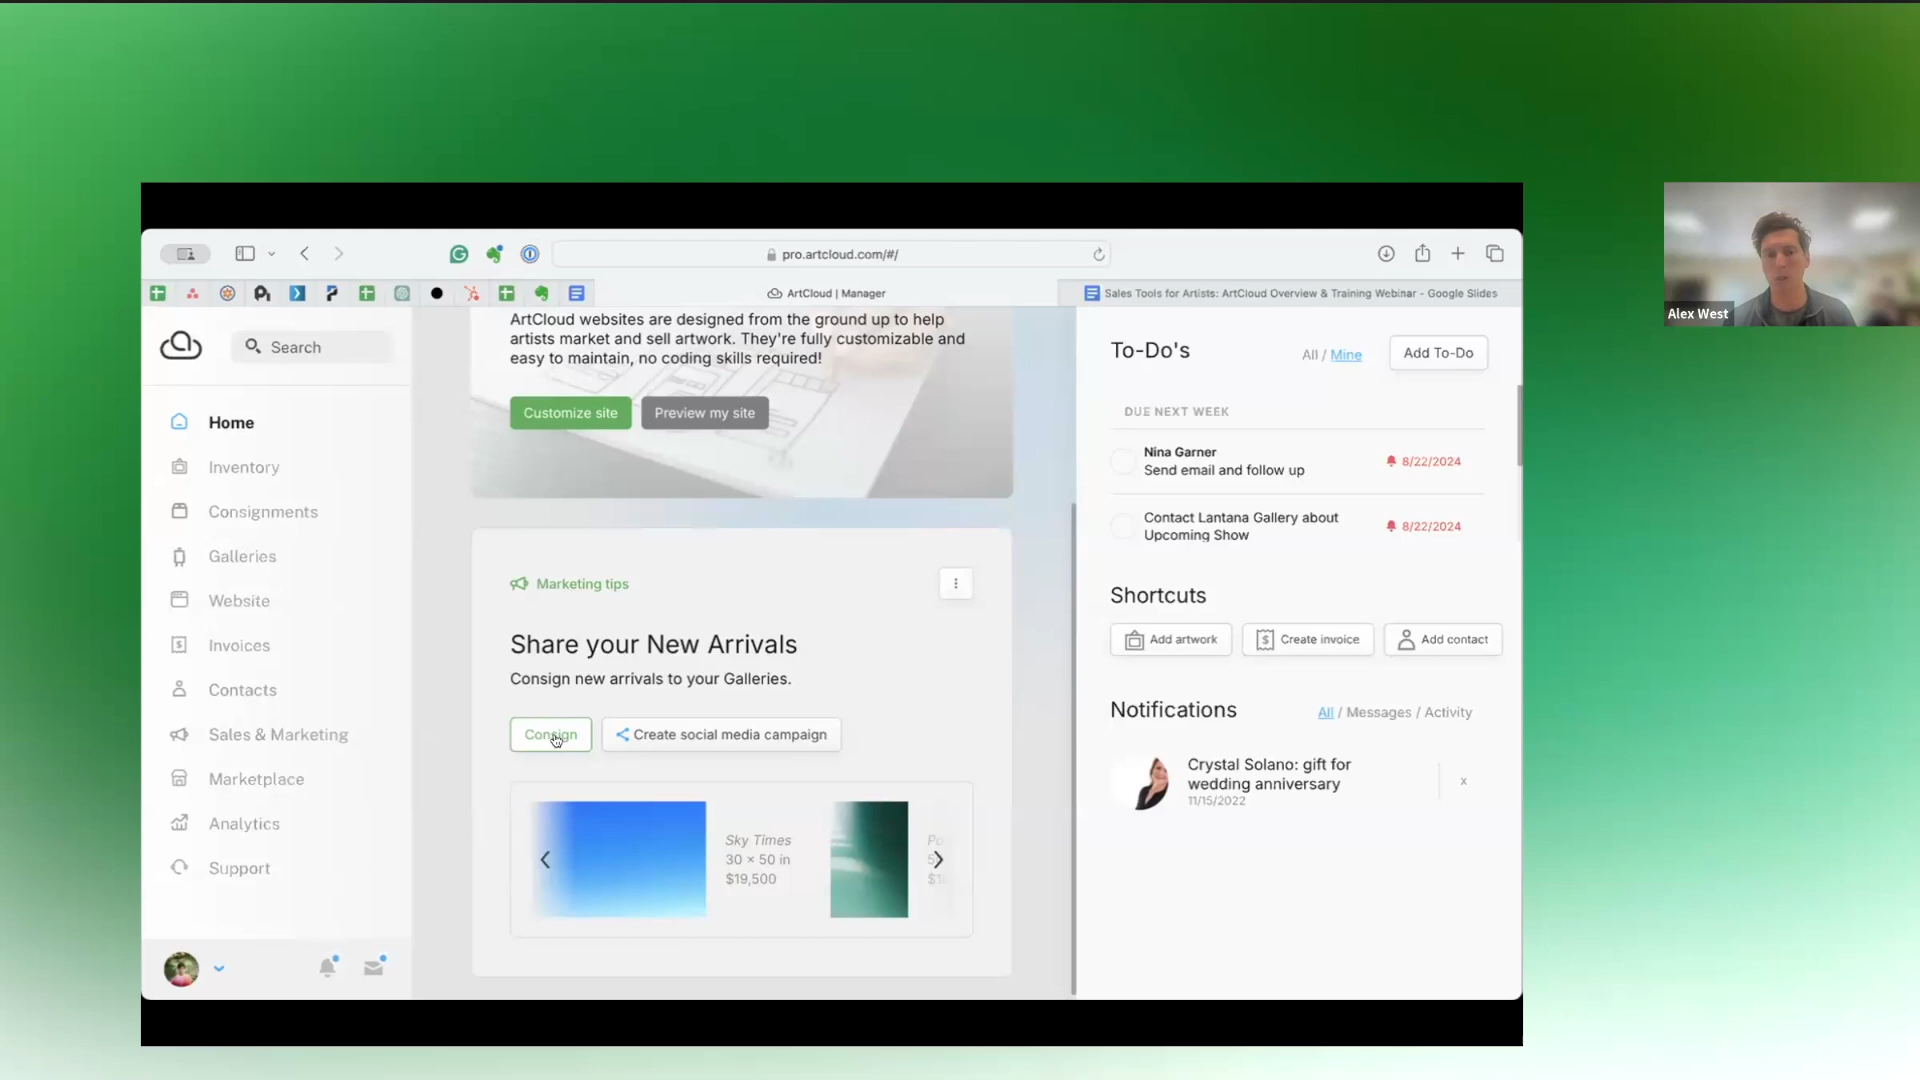 pro.artcloud.com/#/
ArtCloud | Manager
Sales Tools for Artists: ArtCloud Overview & Training Webinar - Google Slides
Search
Home
Inventory
Consignments
Galleries
Website
Invoices
Contacts
Sales & Marketing
Marketplace
Analytics
Support
ArtCloud websites are designed from the ground up to help
artists market and sell artwork. They're fully customizable and
easy to maintain, no coding skills required!
Customize site
Preview my site
Marketing tips
Share your New Arrivals
Consign new arrivals to your Galleries.
Consign
Create social media campaign
Sky Times
30 × 50 in
$19,500
To-Do's
All / Mine
Add To-Do
DUE NEXT WEEK
Nina Garner
Send email and follow up
8/22/2024
Contact Lantana Gallery about
Upcoming Show
8/22/2024
Shortcuts
Add artwork
Create invoice
Add contact
Notifications
All / Messages / Activity
Crystal Solano: gift for
wedding anniversary
11/15/2022
x
Alex West